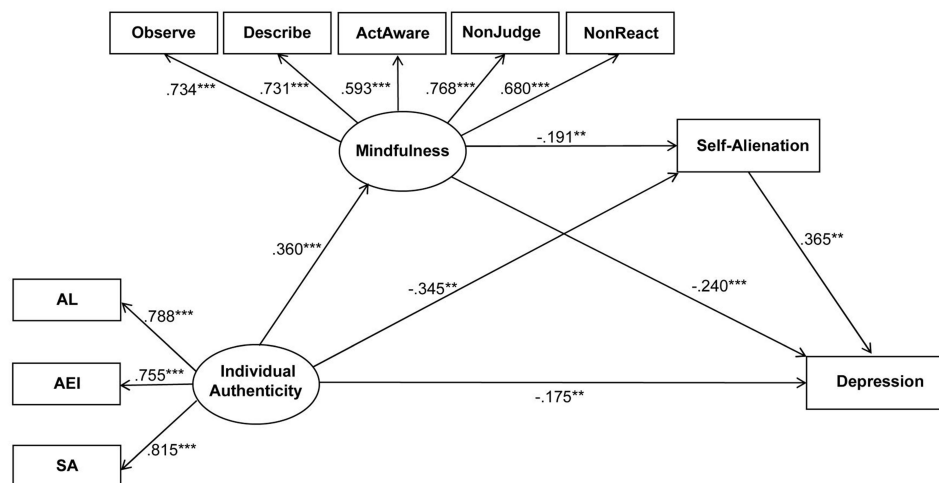 Observe
Describe
ActAware
NonJudge
NonReact
.734***
.731***
.593***
.768***
.680***
Mindfulness
-.191**
Self-Alienation
.360***
-.345**
-.240***
.365**
AL
.788***
AEI
.755***
Individual
Authenticity
-.175**
Depression
SA
.815***